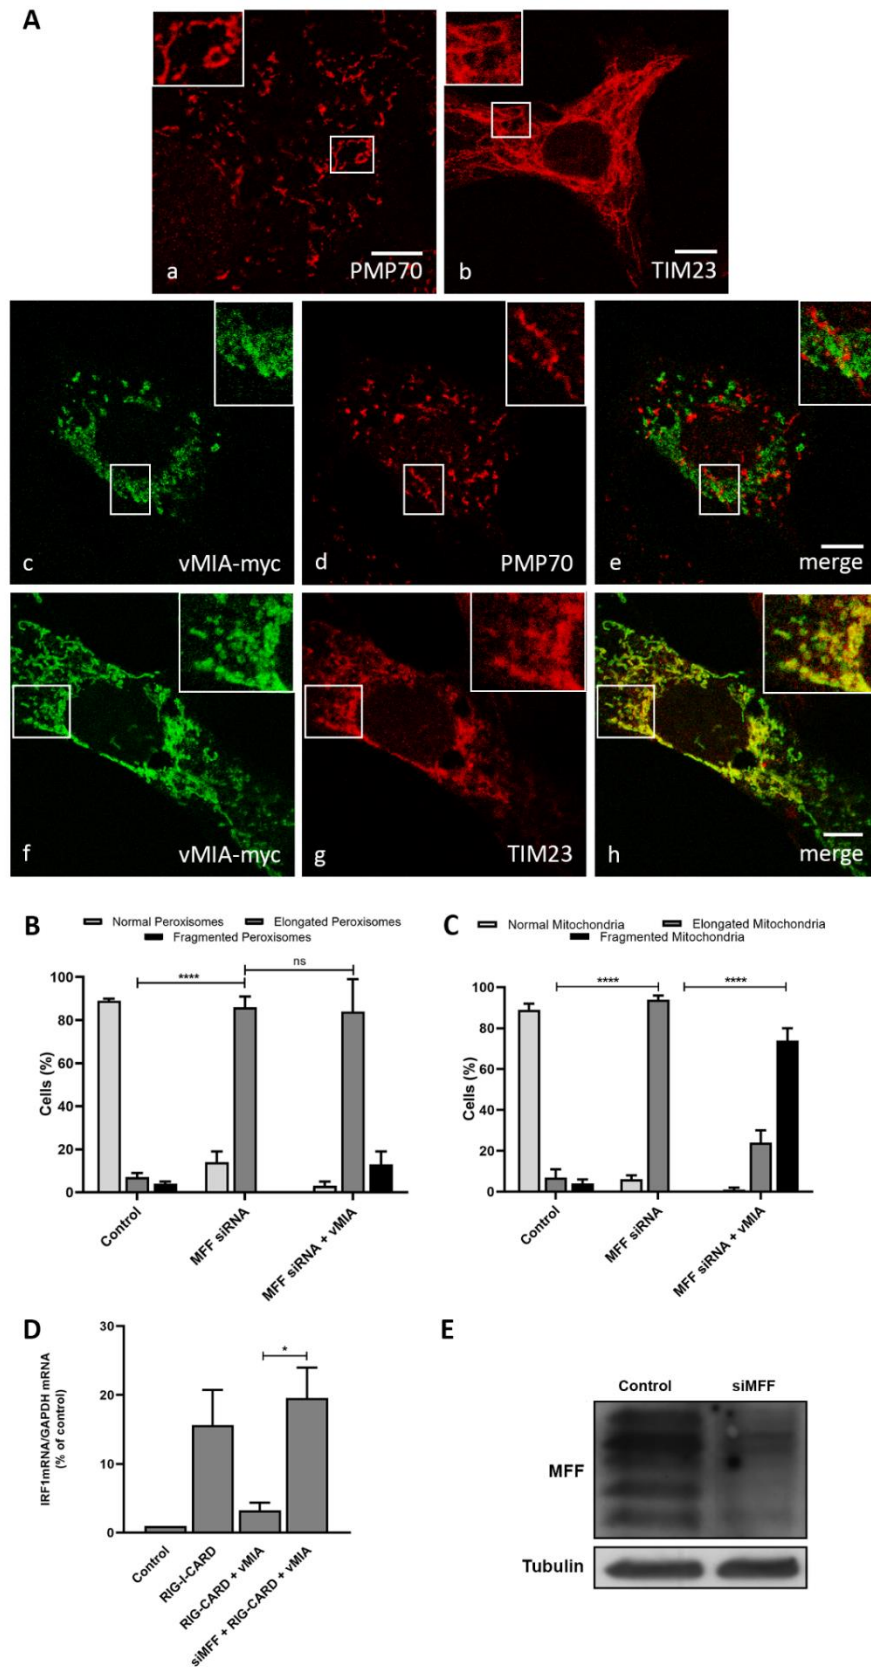 A
a
PMP70
b
TIM23
c
vMIA-myc
d
PMP70
e
merge
f
vMIA-myc
g
TIM23
h
merge
B
Normal Peroxisomes Elongated Peroxisomes
Fragmented Peroxisomes
ns
****
100
80
60
40
20
0
Cells (%)
Control
MFF siRNA
MFF siRNA + vMIA
C
Normal Mitochondria Elongated Mitochondria
Fragmented Mitochondria
**** ****
100
80
60
40
20
0
Cells (%)
Control
MFF siRNA
MFF siRNA + vMIA
D
30
20
10
0
IRF1mRNA/GAPDH mRNA
(% of control)
*
Control
RIG-I-CARD
RIG-CARD + vMIA
siMFF + RIG-CARD + vMIA
E
Control siMFF
MFF
Tubulin